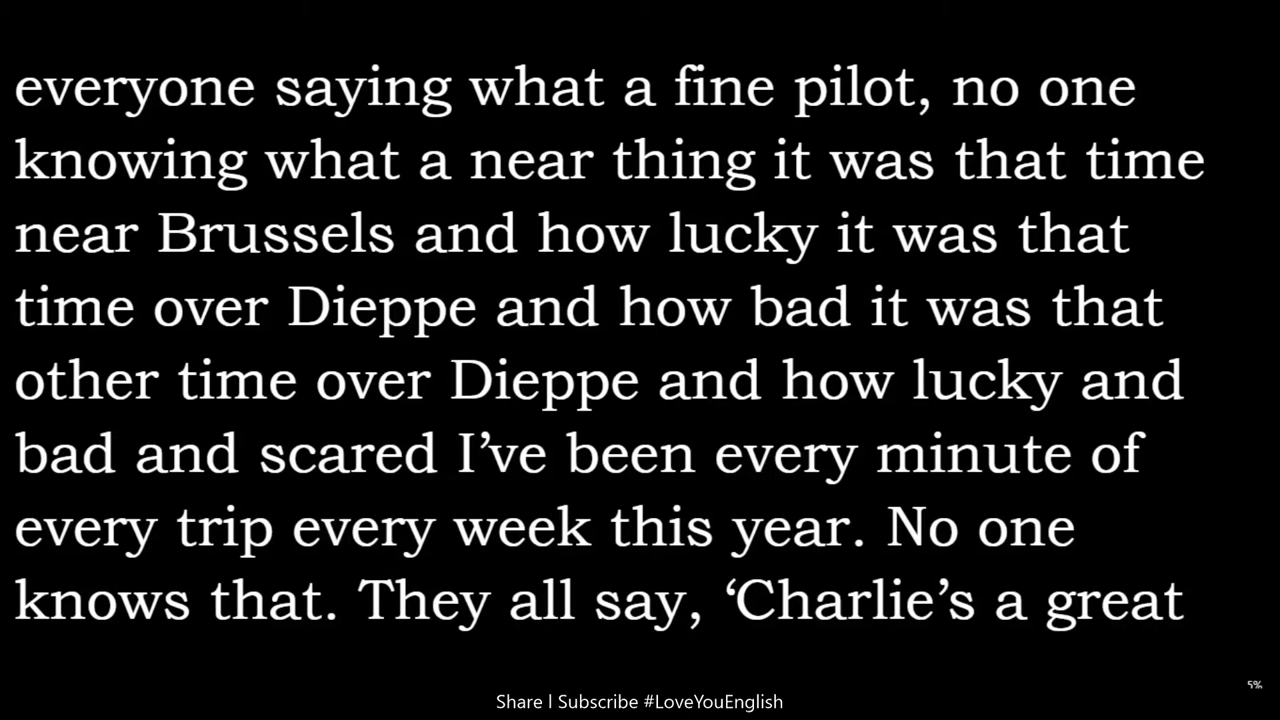 everyone saying what a fine pilot, no one
knowing what a near thing it was that time
near Brussels and how lucky it was that
time over Dieppe and how bad it was that
other time over Dieppe and how lucky and
bad and scared I’ve been every minute of
every trip every week this year. No one
knows that. They all say, ‘Charlie’s a great
5%
Share | Subscribe #LoveYouEnglish